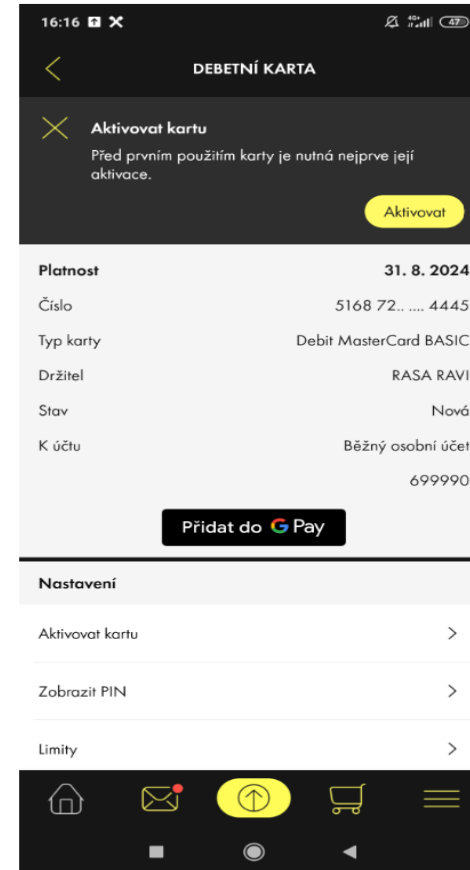 16:16
47
DEBETNÍ KARTA
Aktivovat kartu
Před prvním použitím karty je nutná nejprve její
aktivace.
Aktivovat
Platnost 31. 8. 2024
Číslo 5168 72.. .... 4445
Typ karty Debit MasterCard BASIC
Držitel RASA RAVI
Stav Nová
K účtu Běžný osobní účet
699990
Přidat do G Pay
Nastavení
Aktivovat kartu
Zobrazit PIN
Limity